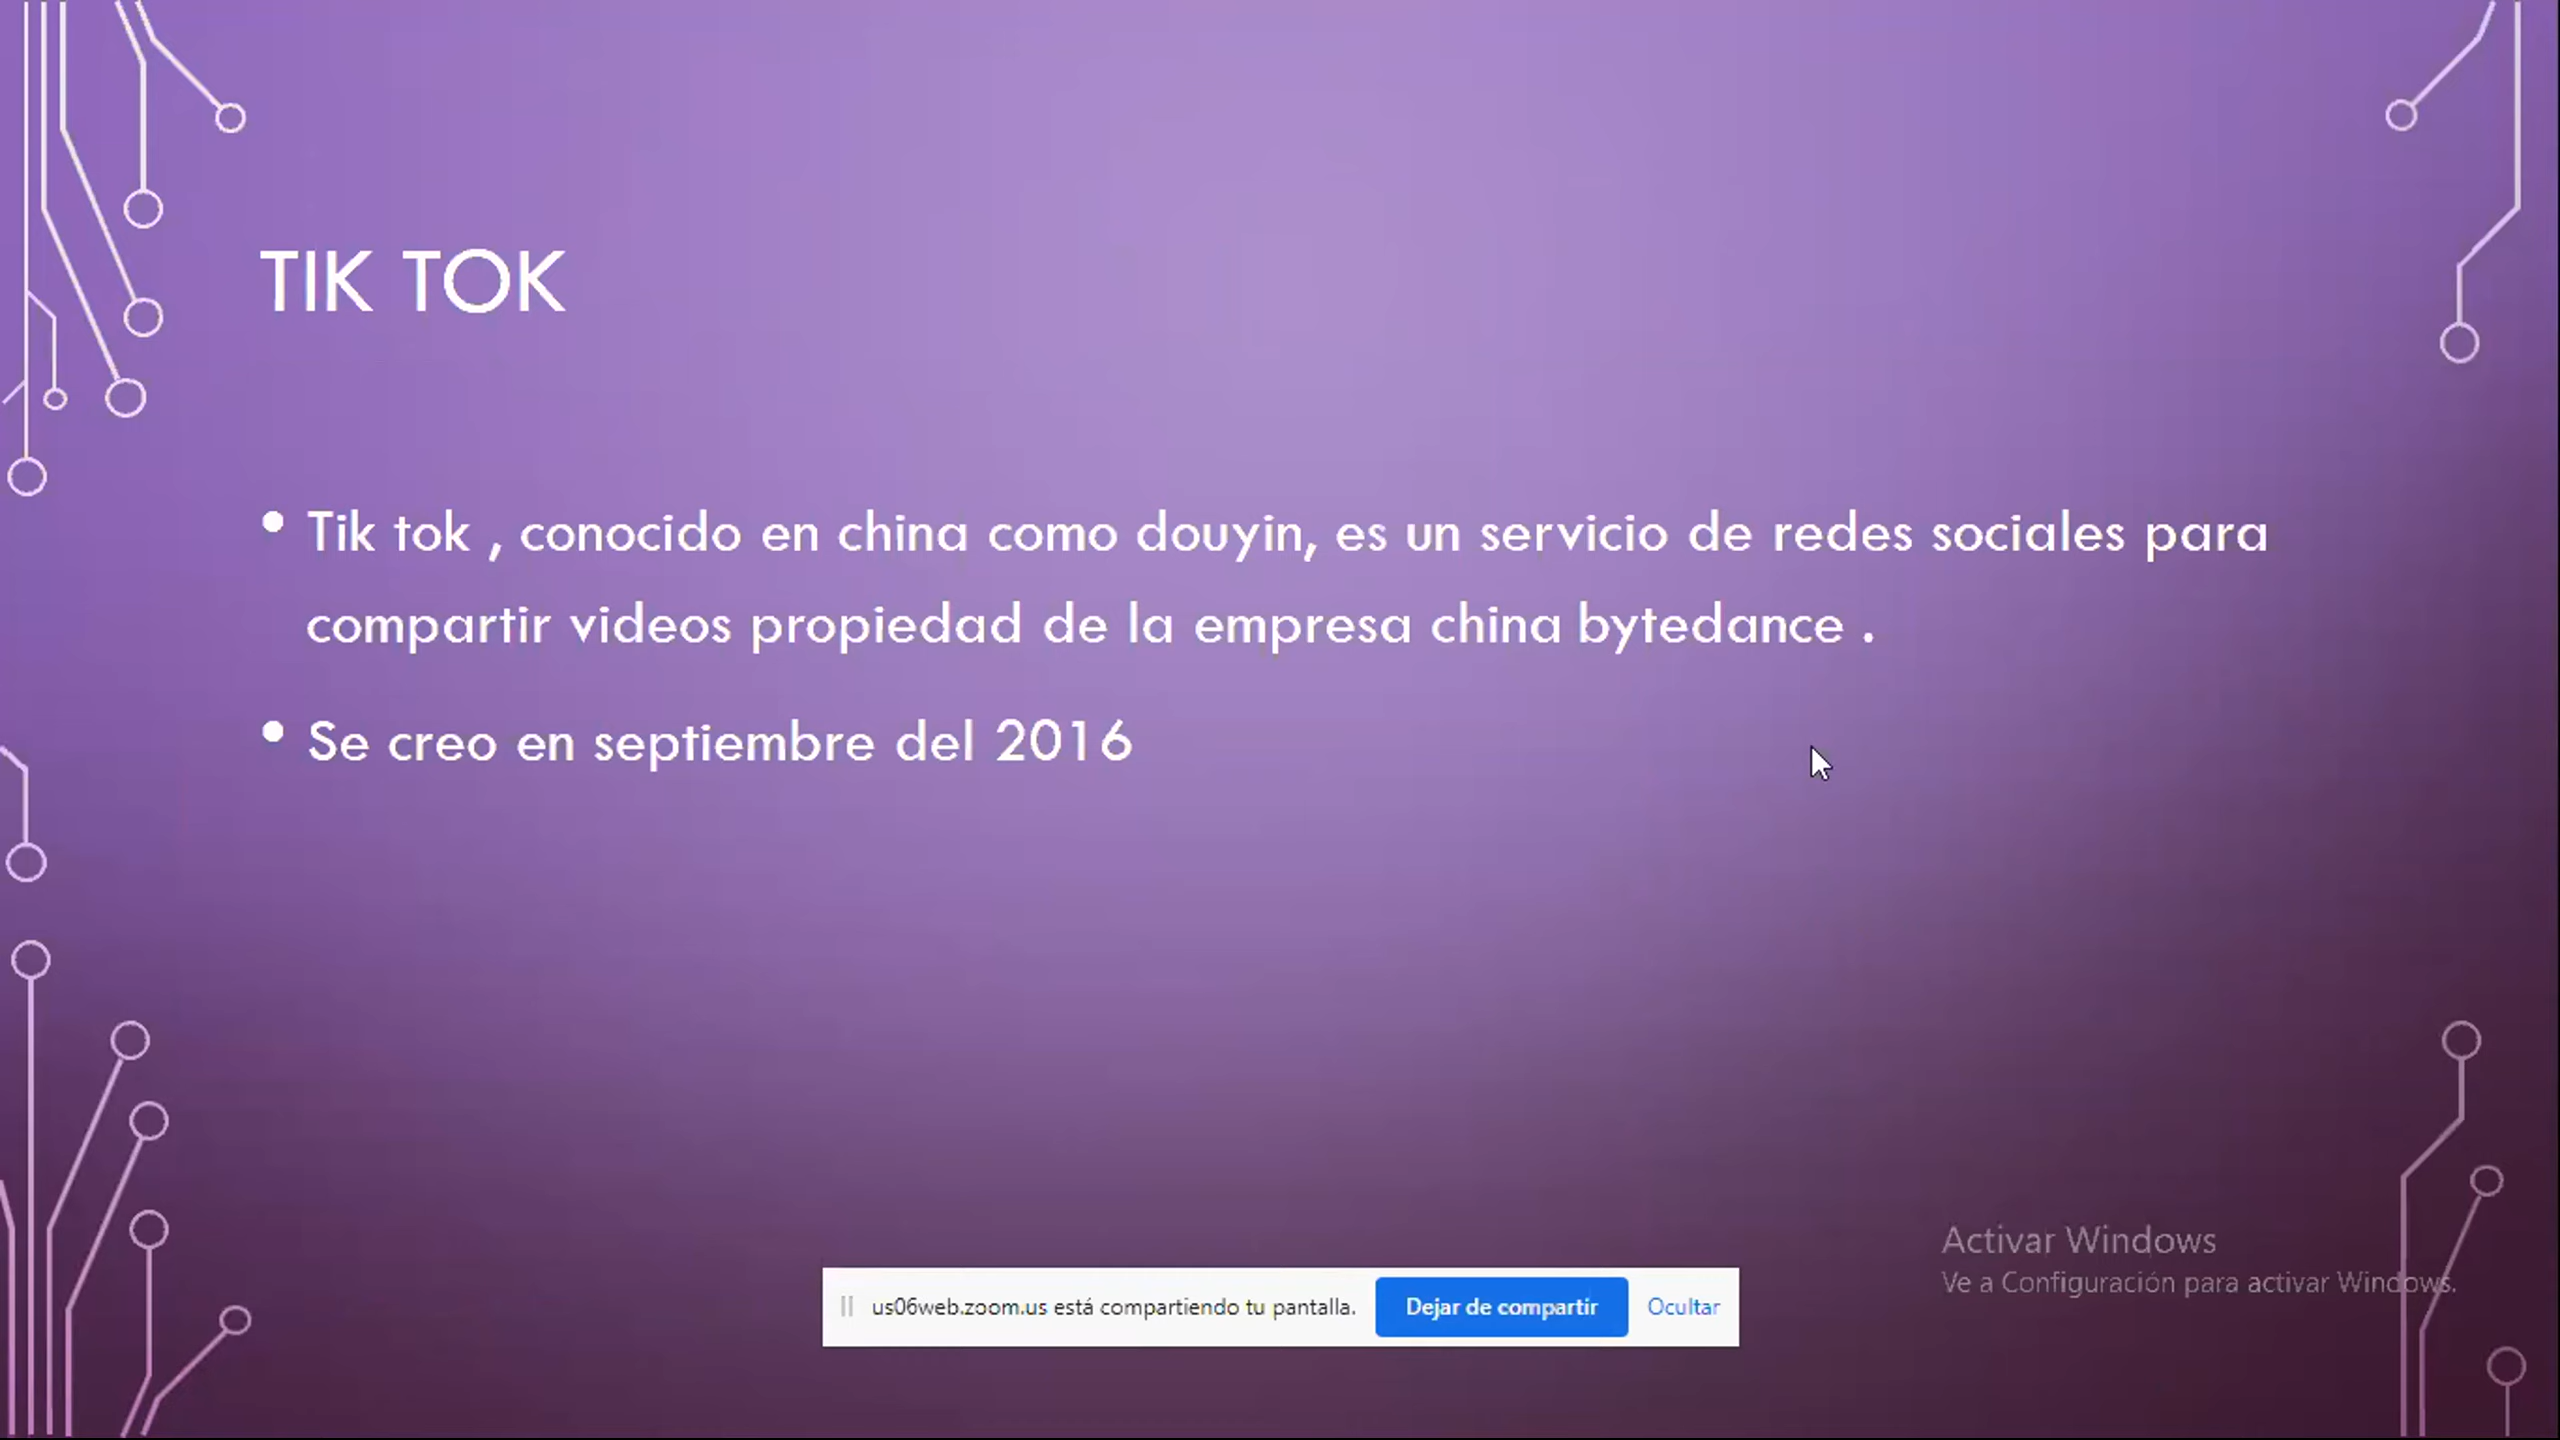 TIK TOK
• Tik tok , conocido en china como douyin, es un servicio de redes sociales para
compartir videos propiedad de la empresa china bytedance .
• Se creo en septiembre del 2016
Activar Windows
Ve a Configuración para activar Windows.
us06web.zoom.us está compartiendo tu pantalla. Dejar de compartir Ocultar